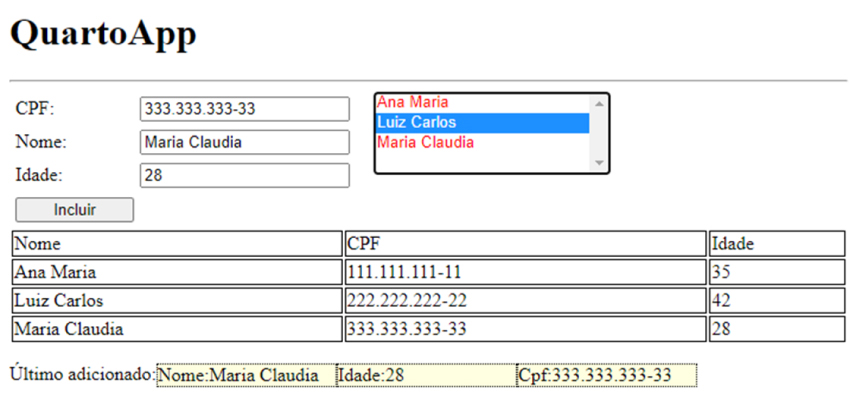 QuartoApp
CPF: 333.333.333-33
Nome: Maria Claudia
Idade: 28
Ana Maria
Luiz Carlos
Maria Claudia
Incluir
Nome CPF Idade
Ana Maria 111.111.111-11 35
Luiz Carlos 222.222.222-22 42
Maria Claudia 333.333.333-33 28
Último adicionado:Nome:Maria Claudia Idade:28 Cpf:333.333.333-33